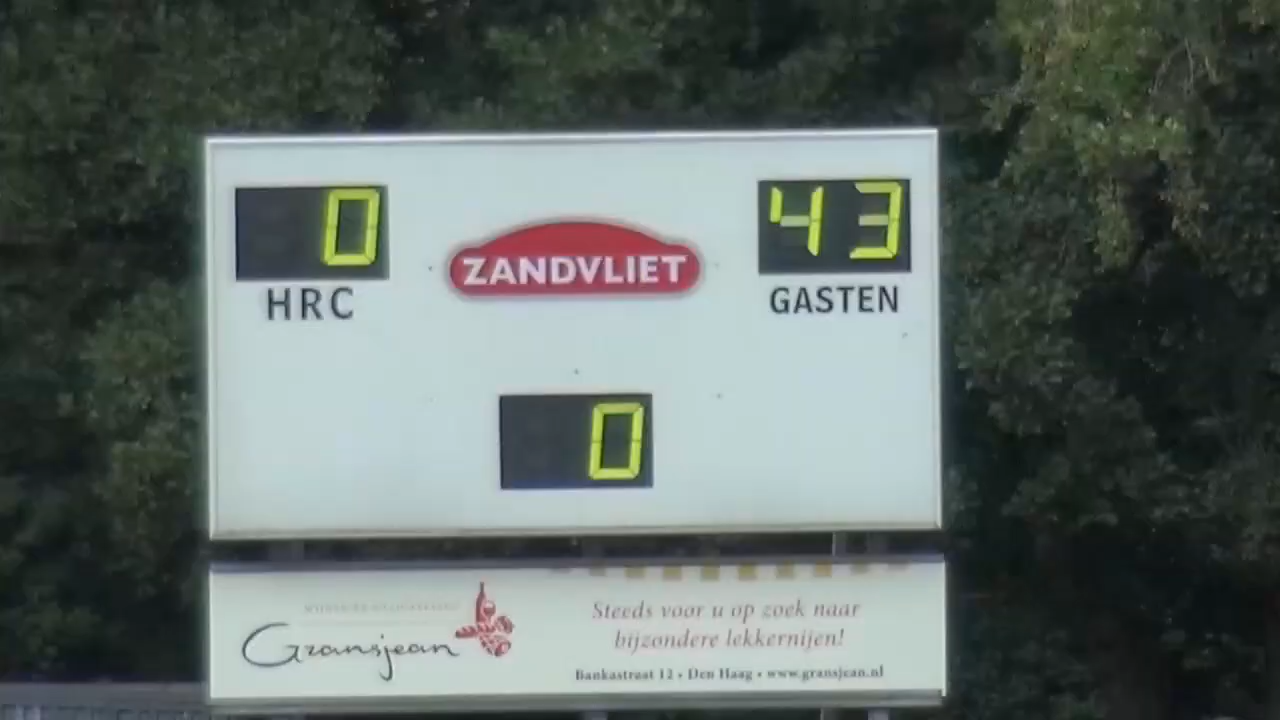 0
43
ZANDVLIET
HRC
GASTEN
0
Gransjean
Steeds voor u op zoek naar
bijzondere lekkernijen!
Bankastraat 12 • Den Haag • www.gransjean.nl